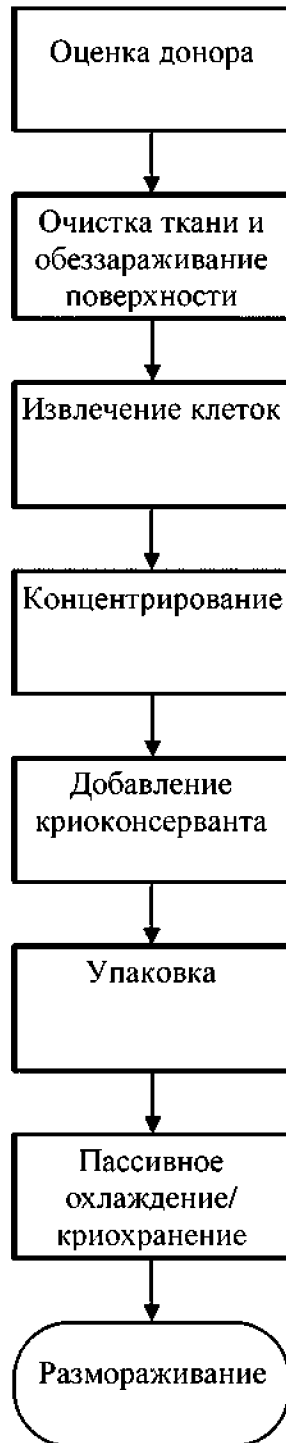 Оценка донора
Очистка ткани и
обеззараживание
поверхности
Извлечение клеток
Концентрирование
Добавление
криоконсерванта
Упаковка
Пассивное
охлаждение/
криохранение
Размораживание